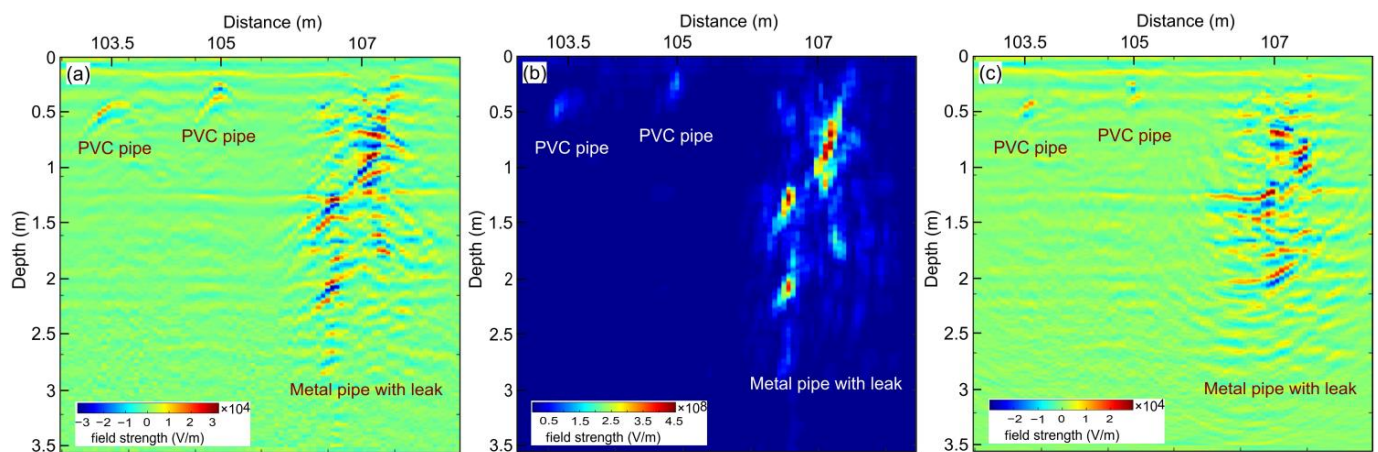 Distance (m)
103.5 105 107
(a)
0
0.5
1
1.5
2
2.5
3
3.5
Depth (m)
PVC pipe
PVC pipe
Metal pipe with leak
−3 −2 −1 0 1 2 3 ×10⁴
field strength (V/m)
Distance (m)
103.5 105 107
(b)
0
0.5
1
1.5
2
2.5
3
3.5
Depth (m)
PVC pipe
PVC pipe
Metal pipe with leak
0.5 1.5 2.5 3.5 4.5 ×10⁸
field strength (V/m)
Distance (m)
103.5 105 107
(c)
0
0.5
1
1.5
2
2.5
3
3.5
Depth (m)
PVC pipe
PVC pipe
Metal pipe with leak
−2 −1 0 1 2 ×10⁴
field strength (V/m)